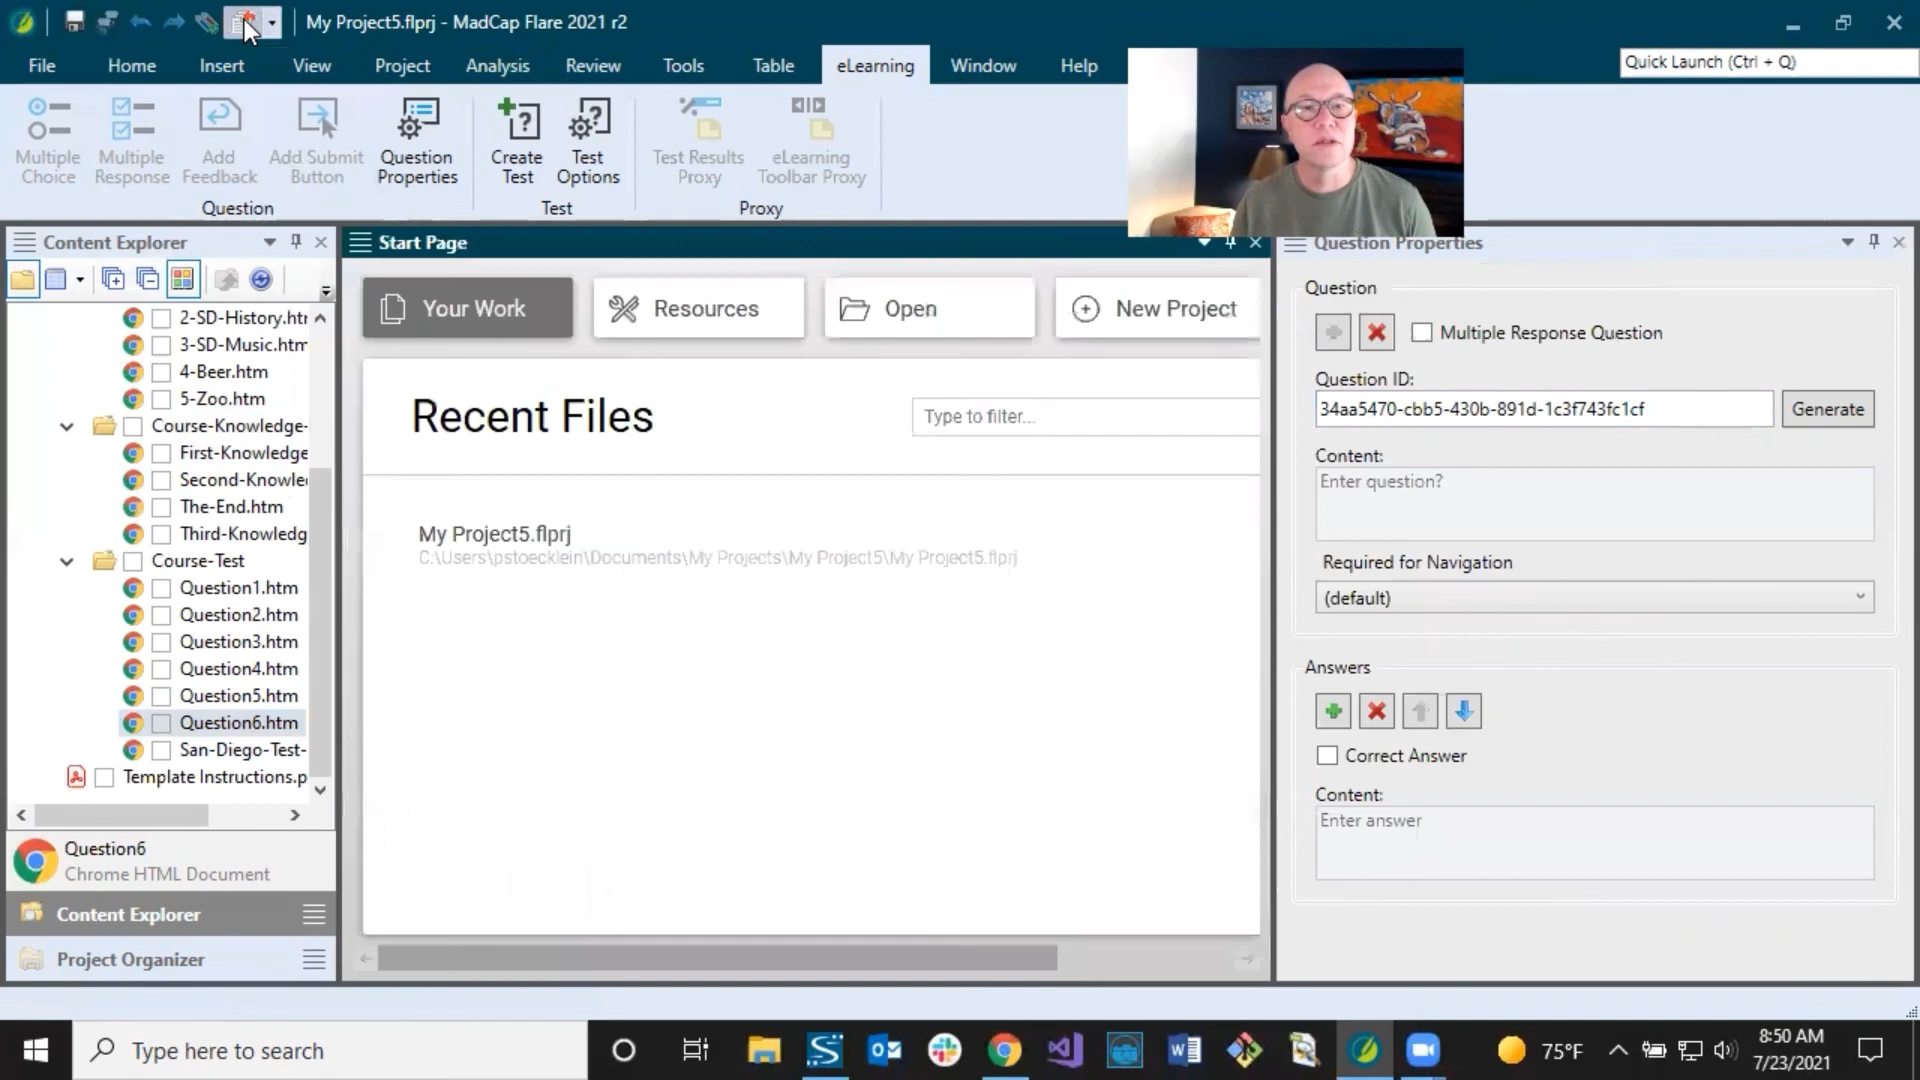 My Project5.flprj - MadCap Flare 2021 r2
File Home Insert View Project Analysis Review Tools Table eLearning Window Help
Quick Launch (Ctrl + Q)
Multiple Choice
Multiple Response
Add Feedback
Add Submit Button
Question Properties
Create Test
Test Options
Test Results Proxy
eLearning Toolbar Proxy
Question
Test
Proxy
Content Explorer
2-SD-History.htm
3-SD-Music.htm
4-Beer.htm
5-Zoo.htm
Course-Knowledge-
First-Knowledge
Second-Knowle
The-End.htm
Third-Knowledg
Course-Test
Question1.htm
Question2.htm
Question3.htm
Question4.htm
Question5.htm
Question6.htm
San-Diego-Test-
Template Instructions.p
Question6
Chrome HTML Document
Content Explorer
Project Organizer
Start Page
Your Work
Resources
Open
New Project
Recent Files
Type to filter...
My Project5.flprj
C:\Users\pstoecklein\Documents\My Projects\My Project5\My Project5.flprj
Question Properties
Question
Multiple Response Question
Question ID:
34aa5470-cbb5-430b-891d-1c3f743fc1cf
Generate
Content:
Enter question?
Required for Navigation
(default)
Answers
Correct Answer
Content:
Enter answer
Type here to search
75°F
8:50 AM
7/23/2021